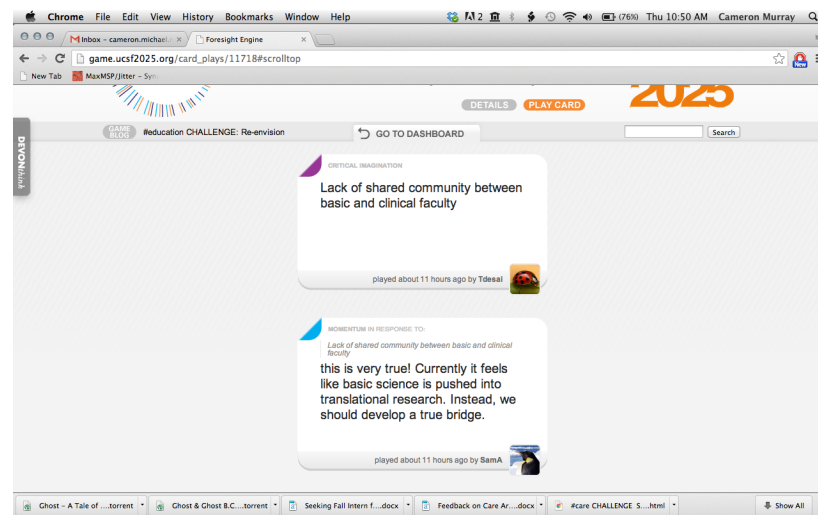 Chrome File Edit View History Bookmarks Window Help 2 (76%) Thu 10:50 AM Cameron Murray
Inbox – cameron.michael. × Foresight Engine ×
game.ucsf2025.org/card_plays/11718#scrolltop
New Tab MaxMSP/Jitter – Syn.
DETAILS PLAY CARD 2025
GAME BLOG #education CHALLENGE: Re-envision GO TO DASHBOARD Search
DEVONthink
CRITICAL IMAGINATION
Lack of shared community between
basic and clinical faculty
played about 11 hours ago by Tdesai
MOMENTUM IN RESPONSE TO:
Lack of shared community between basic and clinical
faculty
this is very true! Currently it feels
like basic science is pushed into
translational research. Instead, we
should develop a true bridge.
played about 11 hours ago by SamA
Ghost – A Tale of ....torrent Ghost & Ghost B.C....torrent Seeking Fall Intern f....docx Feedback on Care Ar....docx #care CHALLENGE S....html Show All